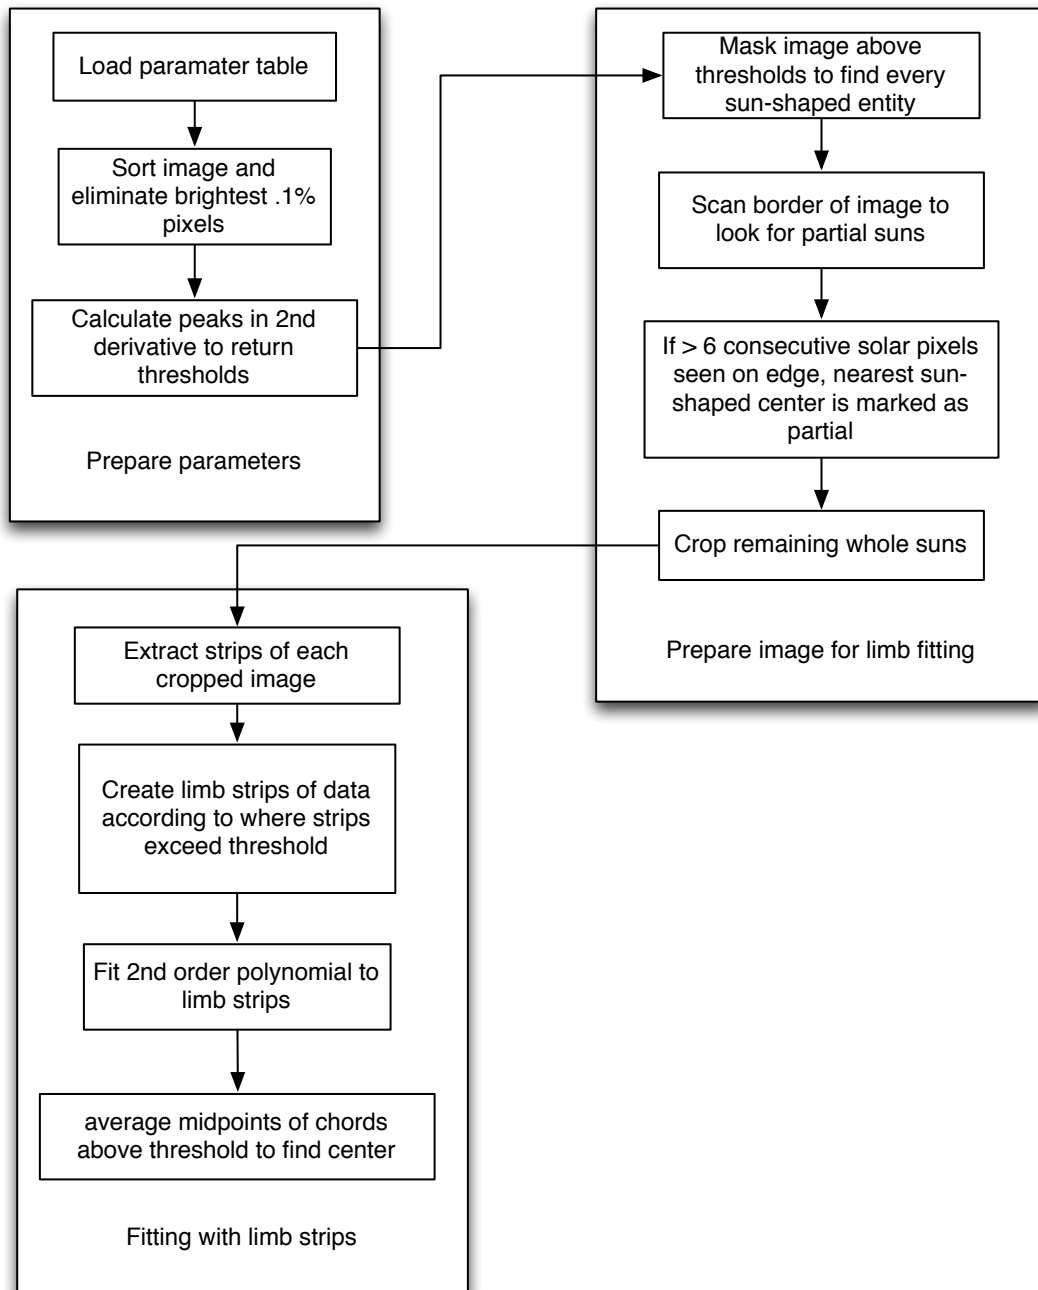 Load paramater table
Sort image and
eliminate brightest .1%
pixels
Calculate peaks in 2nd
derivative to return
thresholds
Prepare parameters
Mask image above
thresholds to find every
sun-shaped entity
Scan border of image to
look for partial suns
If > 6 consecutive solar pixels
seen on edge, nearest sun-
shaped center is marked as
partial
Crop remaining whole suns
Prepare image for limb fitting
Extract strips of each
cropped image
Create limb strips of data
according to where strips
exceed threshold
Fit 2nd order polynomial to
limb strips
average midpoints of chords
above threshold to find center
Fitting with limb strips